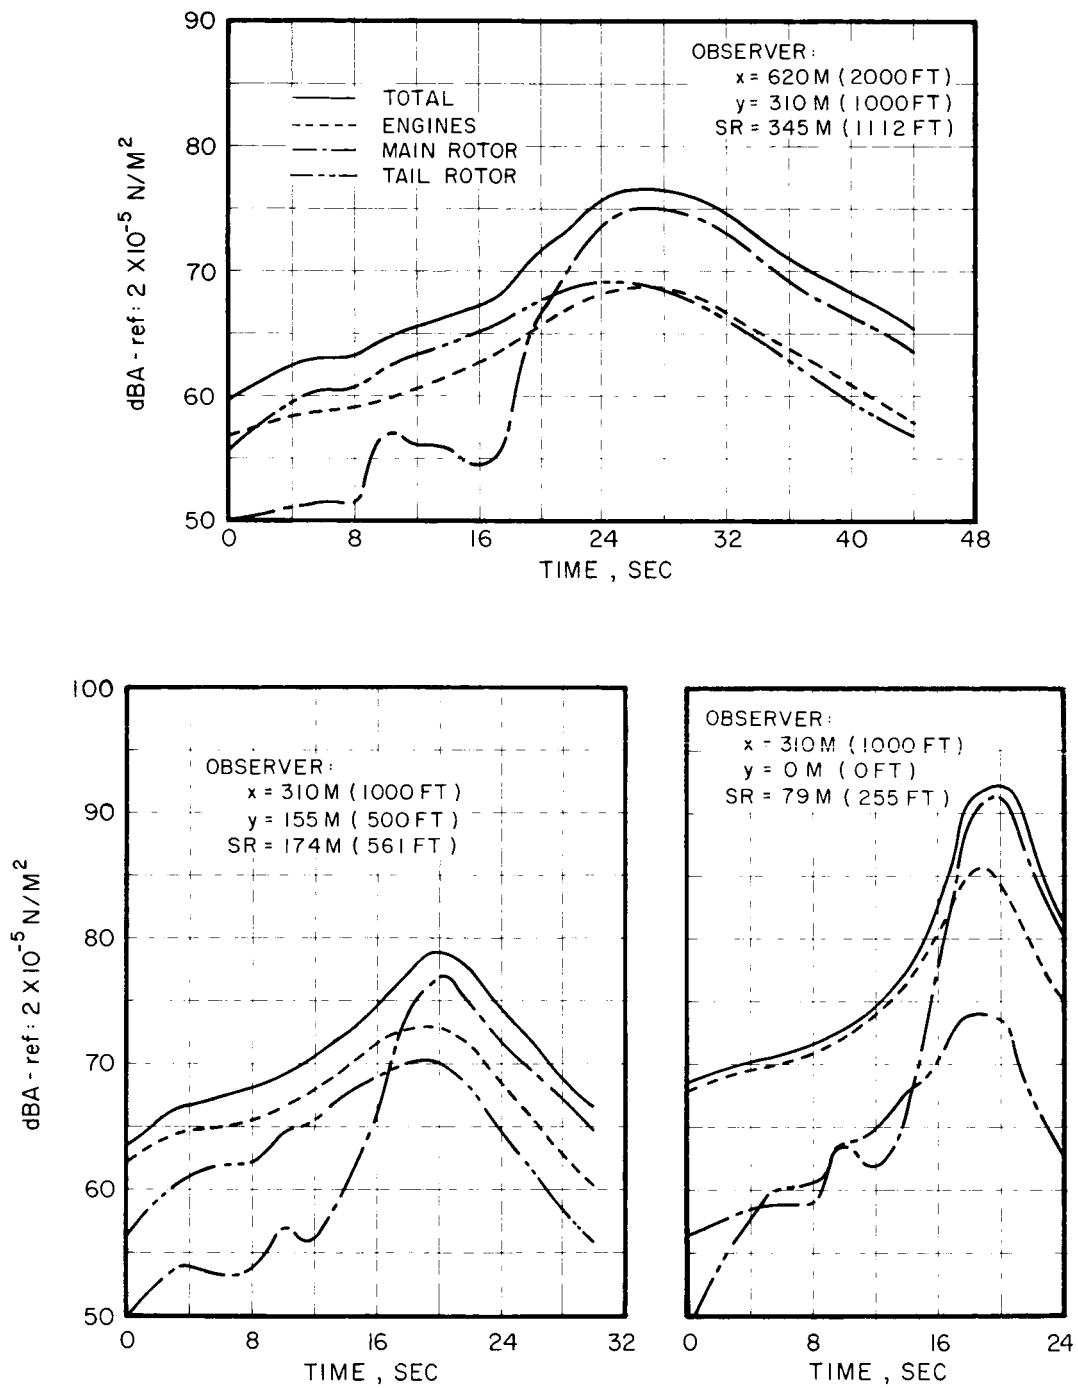 90
80
70
60
50
dBA - ref: 2 X 10⁻⁵ N/M²
OBSERVER:
x = 620 M (2000 FT)
y = 310 M (1000 FT)
SR = 345 M (1112 FT)
TOTAL
ENGINES
MAIN ROTOR
TAIL ROTOR
0 8 16 24 32 40 48
TIME , SEC
100
90
80
70
60
50
dBA - ref: 2 X 10⁻⁵ N/M²
OBSERVER:
x = 310 M (1000 FT)
y = 155 M (500 FT)
SR = 174 M (561 FT)
0 8 16 24 32
TIME, SEC
OBSERVER:
x = 310 M (1000 FT)
y = 0 M (0 FT)
SR = 79 M (255 FT)
0 8 16 24
TIME, SEC